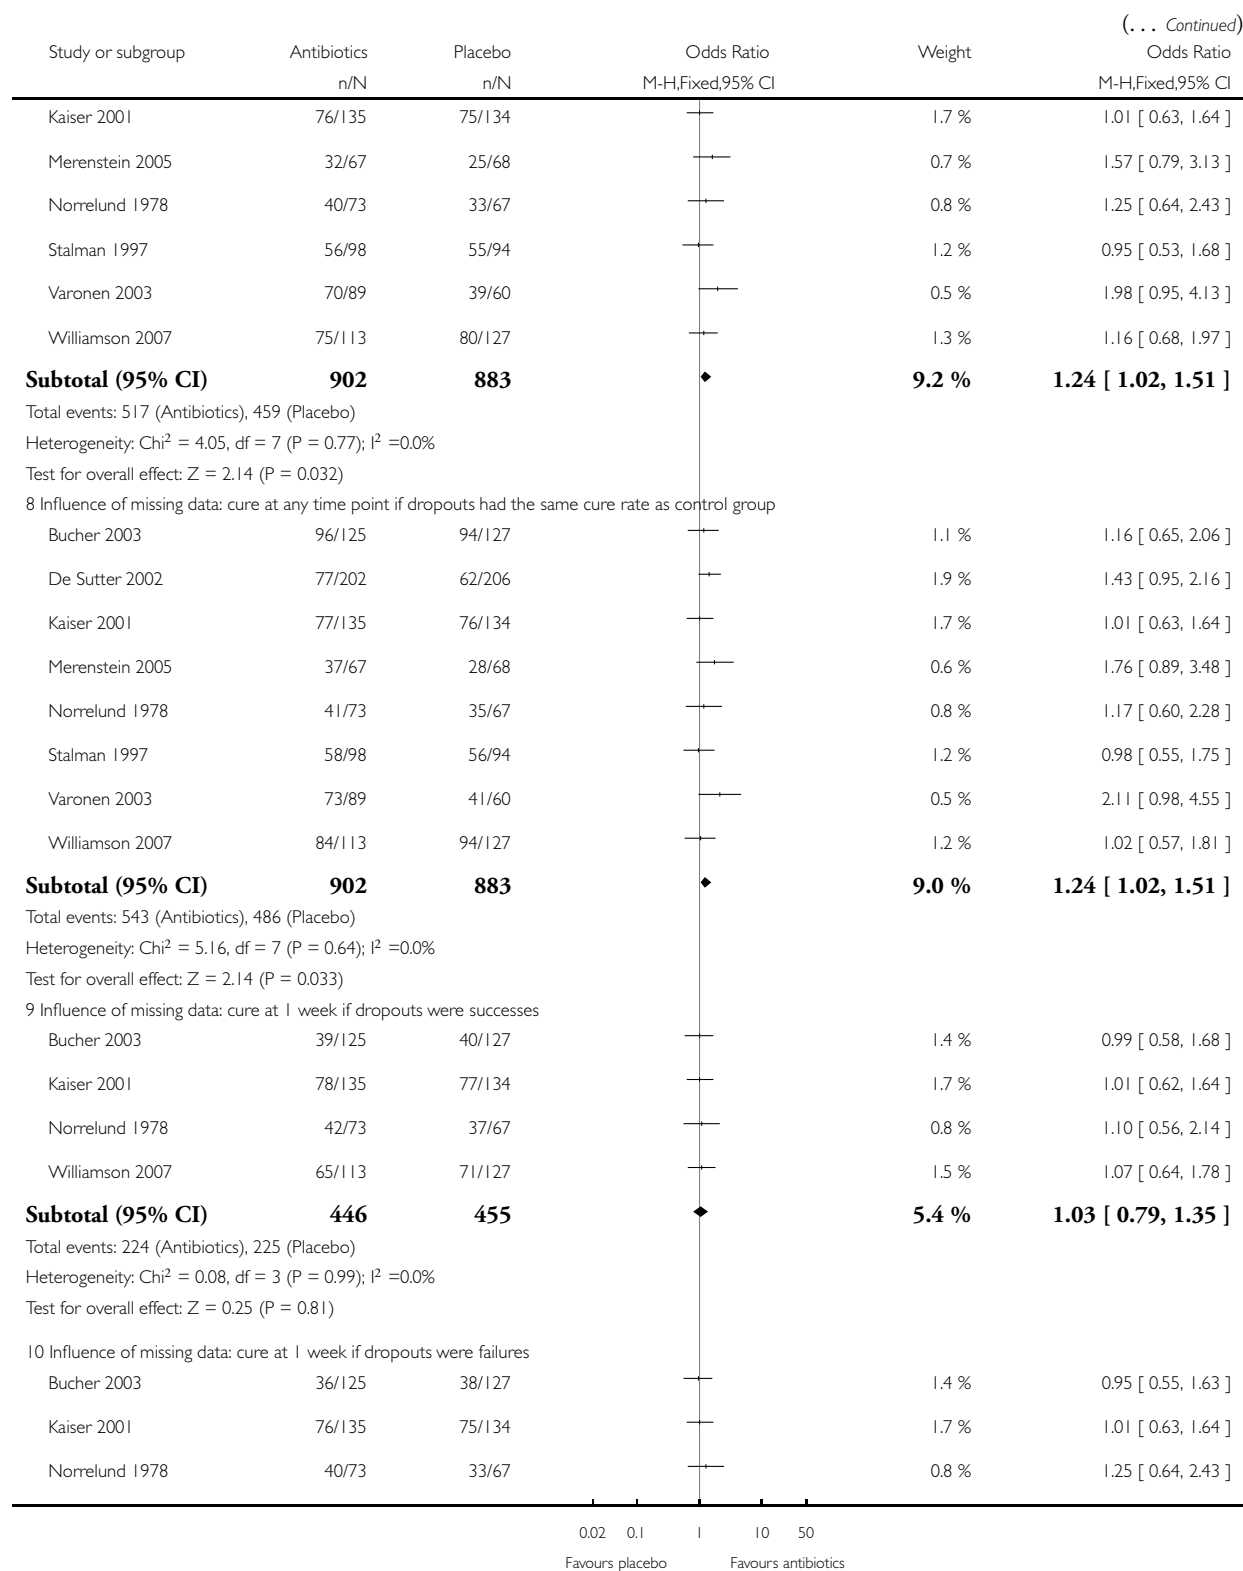 (... Continued)
Study or subgroup Antibiotics Placebo Odds Ratio Weight Odds Ratio
n/N n/N M-H,Fixed,95% CI M-H,Fixed,95% CI
Kaiser 2001 76/135 75/134 1.7 % 1.01 [ 0.63, 1.64 ]
Merenstein 2005 32/67 25/68 0.7 % 1.57 [ 0.79, 3.13 ]
Norrelund 1978 40/73 33/67 0.8 % 1.25 [ 0.64, 2.43 ]
Stalman 1997 56/98 55/94 1.2 % 0.95 [ 0.53, 1.68 ]
Varonen 2003 70/89 39/60 0.5 % 1.98 [ 0.95, 4.13 ]
Williamson 2007 75/113 80/127 1.3 % 1.16 [ 0.68, 1.97 ]
Subtotal (95% CI) 902 883 9.2 % 1.24 [ 1.02, 1.51 ]
Total events: 517 (Antibiotics), 459 (Placebo)
Heterogeneity: Chi² = 4.05, df = 7 (P = 0.77); I² =0.0%
Test for overall effect: Z = 2.14 (P = 0.032)
8 Influence of missing data: cure at any time point if dropouts had the same cure rate as control group
Bucher 2003 96/125 94/127 1.1 % 1.16 [ 0.65, 2.06 ]
De Sutter 2002 77/202 62/206 1.9 % 1.43 [ 0.95, 2.16 ]
Kaiser 2001 77/135 76/134 1.7 % 1.01 [ 0.63, 1.64 ]
Merenstein 2005 37/67 28/68 0.6 % 1.76 [ 0.89, 3.48 ]
Norrelund 1978 41/73 35/67 0.8 % 1.17 [ 0.60, 2.28 ]
Stalman 1997 58/98 56/94 1.2 % 0.98 [ 0.55, 1.75 ]
Varonen 2003 73/89 41/60 0.5 % 2.11 [ 0.98, 4.55 ]
Williamson 2007 84/113 94/127 1.2 % 1.02 [ 0.57, 1.81 ]
Subtotal (95% CI) 902 883 9.0 % 1.24 [ 1.02, 1.51 ]
Total events: 543 (Antibiotics), 486 (Placebo)
Heterogeneity: Chi² = 5.16, df = 7 (P = 0.64); I² =0.0%
Test for overall effect: Z = 2.14 (P = 0.033)
9 Influence of missing data: cure at 1 week if dropouts were successes
Bucher 2003 39/125 40/127 1.4 % 0.99 [ 0.58, 1.68 ]
Kaiser 2001 78/135 77/134 1.7 % 1.01 [ 0.62, 1.64 ]
Norrelund 1978 42/73 37/67 0.8 % 1.10 [ 0.56, 2.14 ]
Williamson 2007 65/113 71/127 1.5 % 1.07 [ 0.64, 1.78 ]
Subtotal (95% CI) 446 455 5.4 % 1.03 [ 0.79, 1.35 ]
Total events: 224 (Antibiotics), 225 (Placebo)
Heterogeneity: Chi² = 0.08, df = 3 (P = 0.99); I² =0.0%
Test for overall effect: Z = 0.25 (P = 0.81)
10 Influence of missing data: cure at 1 week if dropouts were failures
Bucher 2003 36/125 38/127 1.4 % 0.95 [ 0.55, 1.63 ]
Kaiser 2001 76/135 75/134 1.7 % 1.01 [ 0.63, 1.64 ]
Norrelund 1978 40/73 33/67 0.8 % 1.25 [ 0.64, 2.43 ]
0.02 0.1 1 10 50
Favours placebo Favours antibiotics